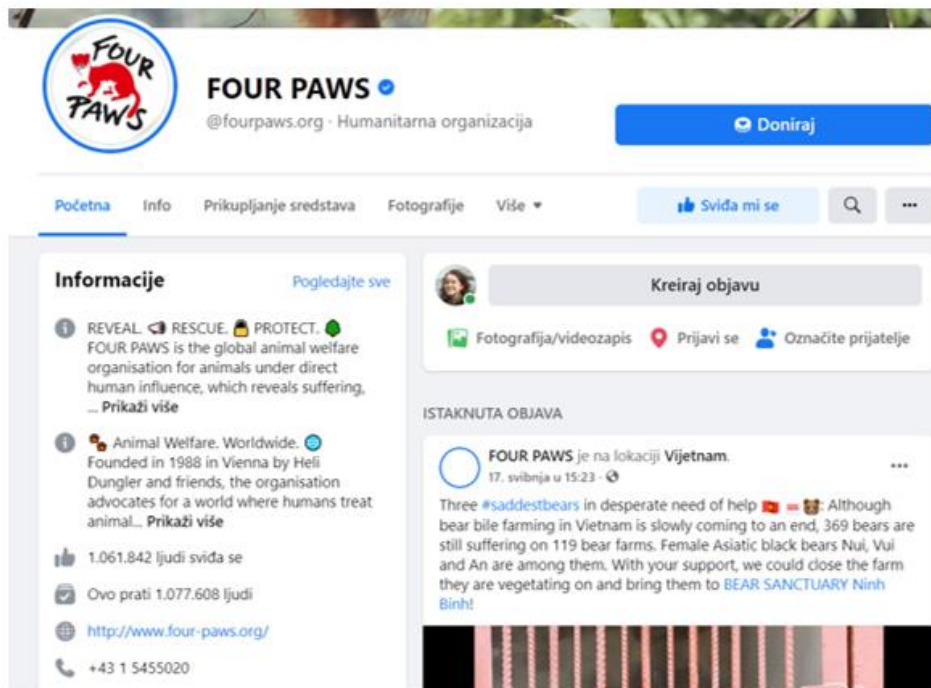 FOUR
PAWS
FOUR PAWS
@fourpaws.org · Humanitarna organizacija
Doniraj
Početna
Info
Prikupljanje sredstava
Fotografije
Više
Sviđa mi se
Informacije
Pogledajte sve
REVEAL. RESCUE. PROTECT.
FOUR PAWS is the global animal welfare
organisation for animals under direct
human influence, which reveals suffering,
... Prikaži više
Animal Welfare. Worldwide.
Founded in 1988 in Vienna by Heli
Dungler and friends, the organisation
advocates for a world where humans treat
animal... Prikaži više
1.061.842 ljudi sviđa se
Ovo prati 1.077.608 ljudi
http://www.four-paws.org/
+43 1 5455020
Kreiraj objavu
Fotografija/videozapis
Prijavi se
Označite prijatelje
ISTAKNUTA OBJAVA
FOUR PAWS je na lokaciji Vijetnam.
17. svibnja u 15:23 ·
Three #saddestbears in desperate need of help 🇻🇳 = 🐻: Although
bear bile farming in Vietnam is slowly coming to an end, 369 bears are
still suffering on 119 bear farms. Female Asiatic black bears Nui, Vui
and An are among them. With your support, we could close the farm
they are vegetating on and bring them to BEAR SANCTUARY Ninh
Binh!